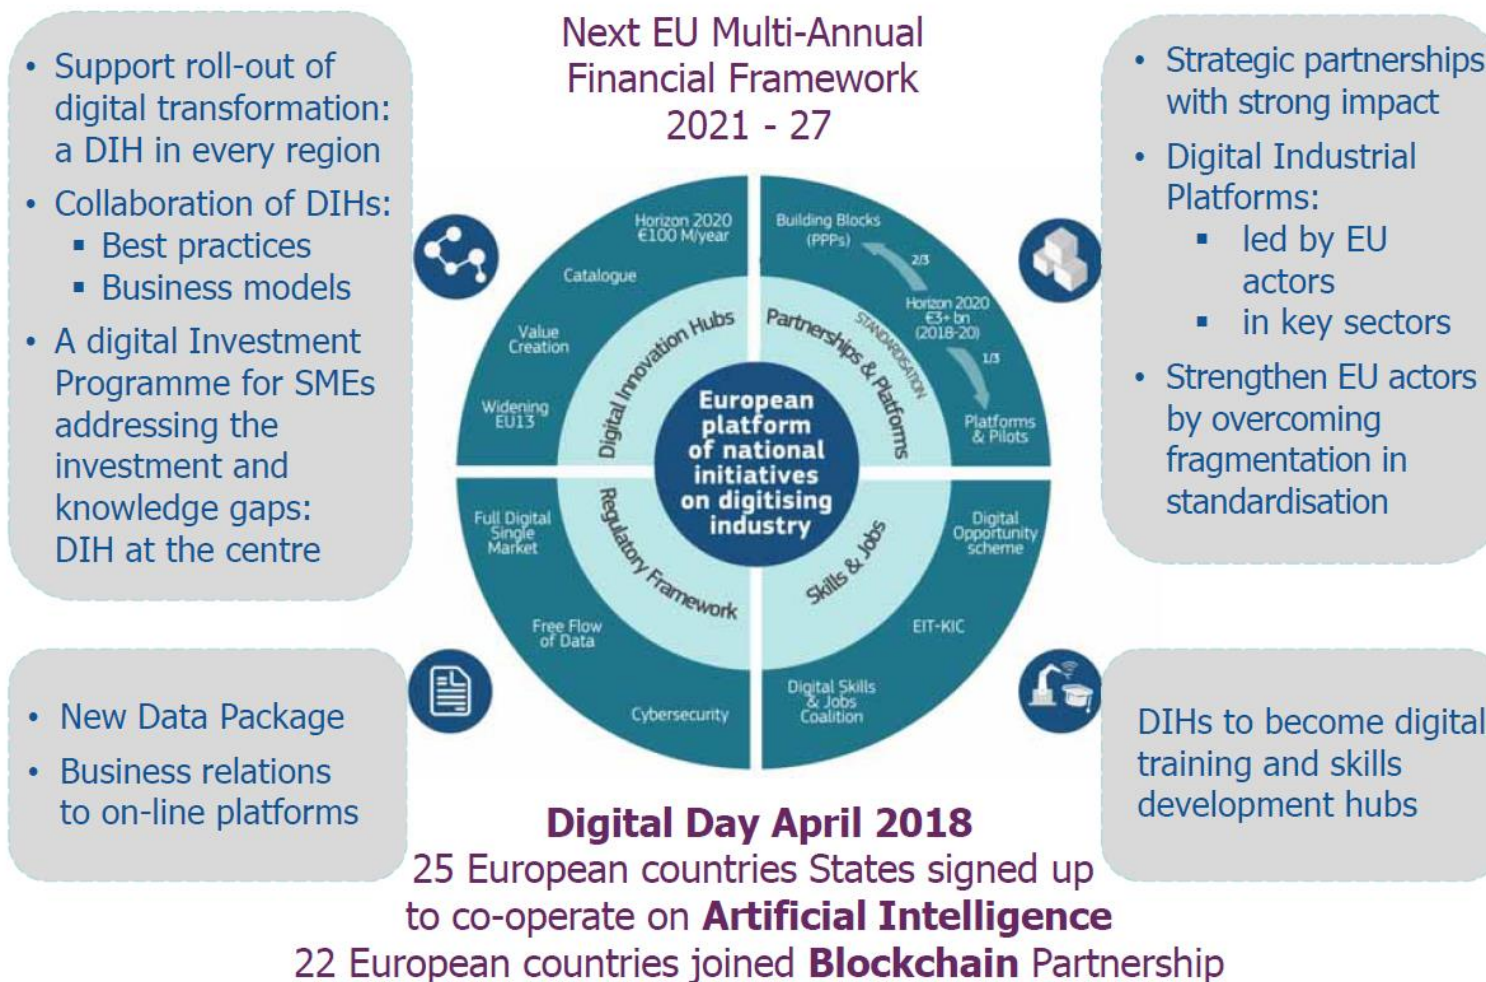 Next EU Multi-Annual
Financial Framework
2021 - 27
• Support roll-out of
digital transformation:
a DIH in every region
• Collaboration of DIHs:
▪ Best practices
▪ Business models
• A digital Investment
Programme for SMEs
addressing the
investment and
knowledge gaps:
DIH at the centre
Horizon 2020
€100 M/year
Catalogue
Value
Creation
Widening
EU13
Digital Innovation Hubs
Building Blocks
(PPPs)
2/3
Horizon 2020
€3+ bn
(2018-20)
1/3
Platforms
& Pilots
STANDARDISATION
Partnerships & Platforms
• Strategic partnerships
with strong impact
• Digital Industrial
Platforms:
▪ led by EU
actors
▪ in key sectors
• Strengthen EU actors
by overcoming
fragmentation in
standardisation
European
platform
of national
initiatives
on digitising
industry
Regulatory Framework
Full Digital
Single
Market
Free Flow
of Data
Cybersecurity
Skills & Jobs
Digital
Opportunity
scheme
EIT-KIC
Digital Skills
& Jobs
Coalition
• New Data Package
• Business relations
to on-line platforms
DIHs to become digital
training and skills
development hubs
Digital Day April 2018
25 European countries States signed up
to co-operate on Artificial Intelligence
22 European countries joined Blockchain Partnership